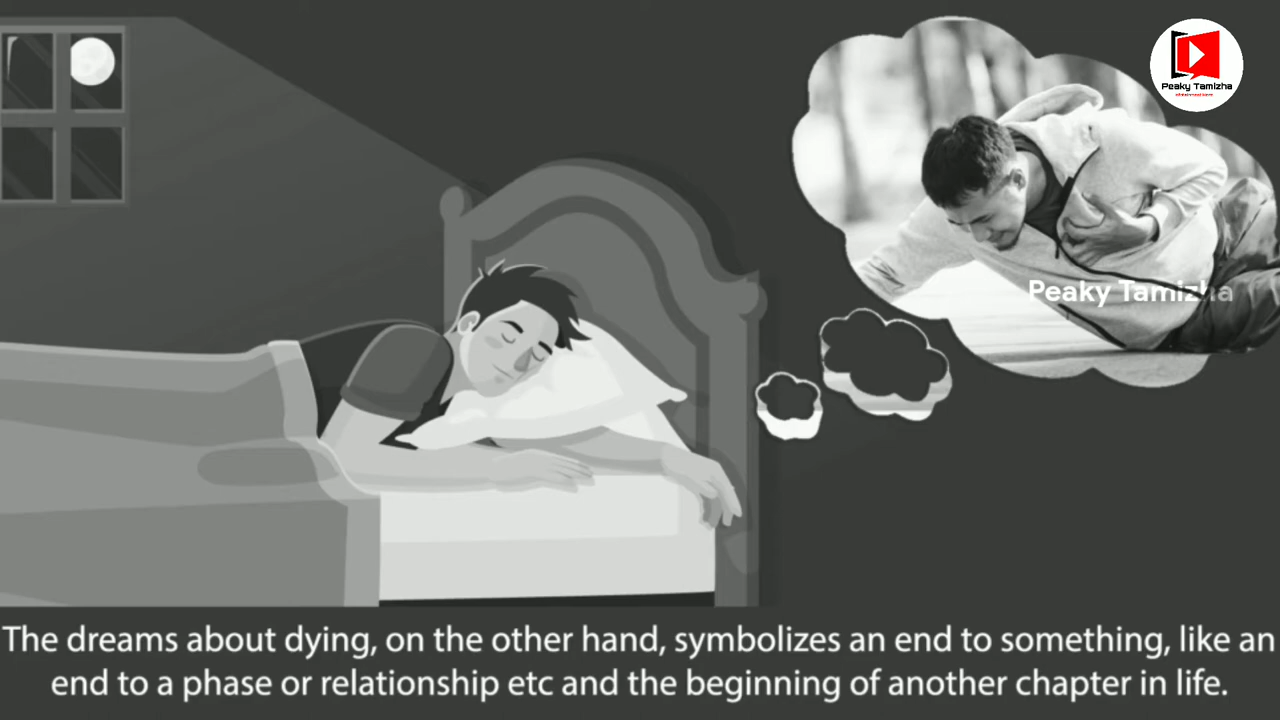 Peaky Tamizha
Peaky Tamizha
The dreams about dying, on the other hand, symbolizes an end to something, like an
end to a phase or relationship etc and the beginning of another chapter in life.